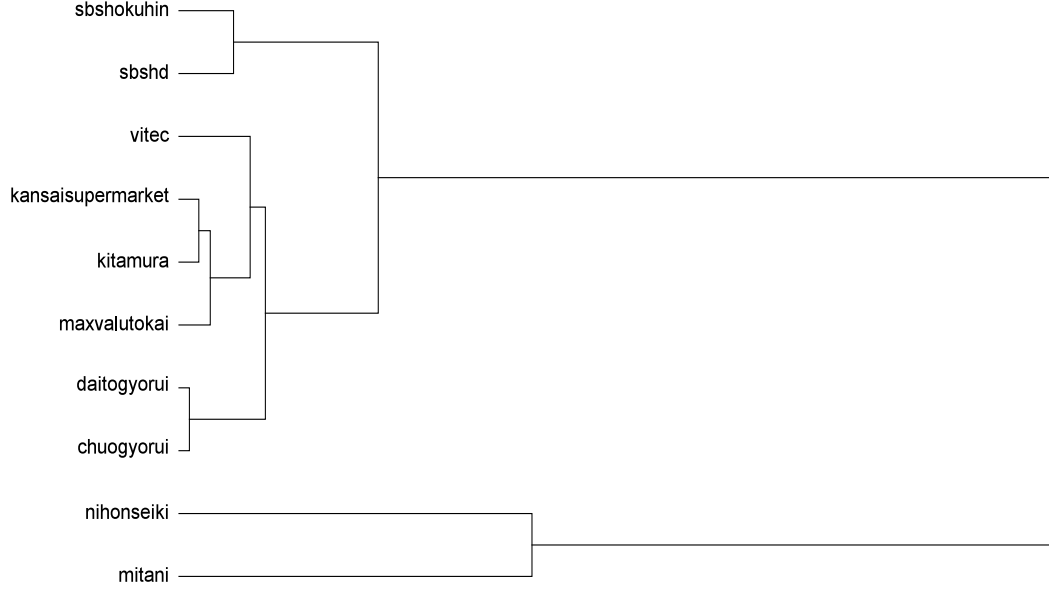 sbshokuhin
sbshd
vitec
kansaisupermarket
kitamura
maxvalutokai
daitogyorui
chuogyorui
nihonseiki
mitani